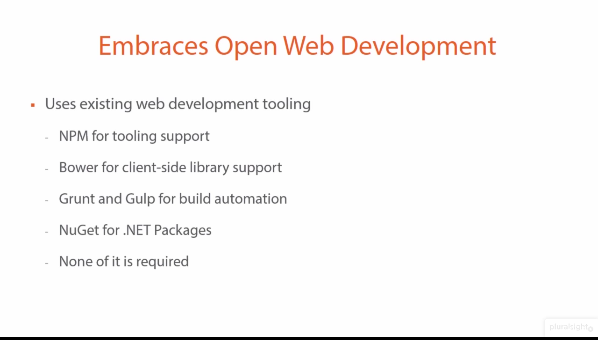 Embraces Open Web Development
▪ Uses existing web development tooling
- NPM for tooling support
- Bower for client-side library support
- Grunt and Gulp for build automation
- NuGet for .NET Packages
- None of it is required
pluralsight